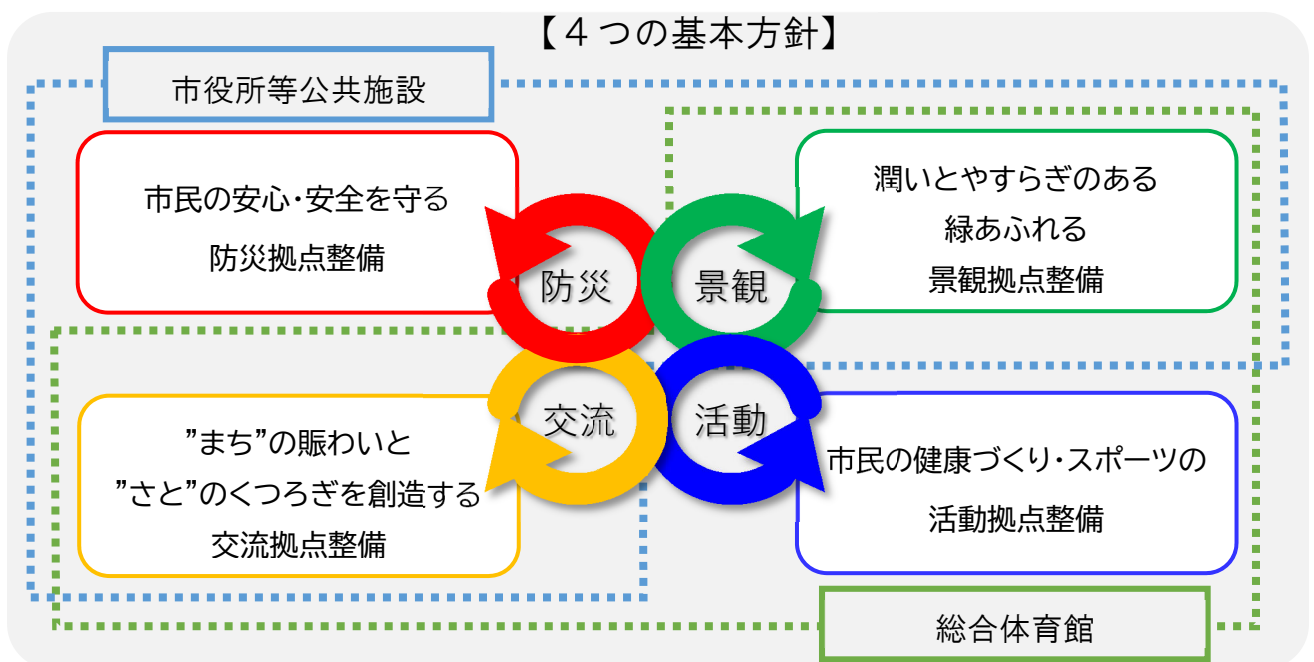 【４つの基本方針】
市役所等公共施設
市民の安心・安全を守る
防災拠点整備
潤いとやすらぎのある
緑あふれる
景観拠点整備
防災
景観
交流
活動
”まち”の賑わいと
”さと”のくつろぎを創造する
交流拠点整備
市民の健康づくり・スポーツの
活動拠点整備
総合体育館